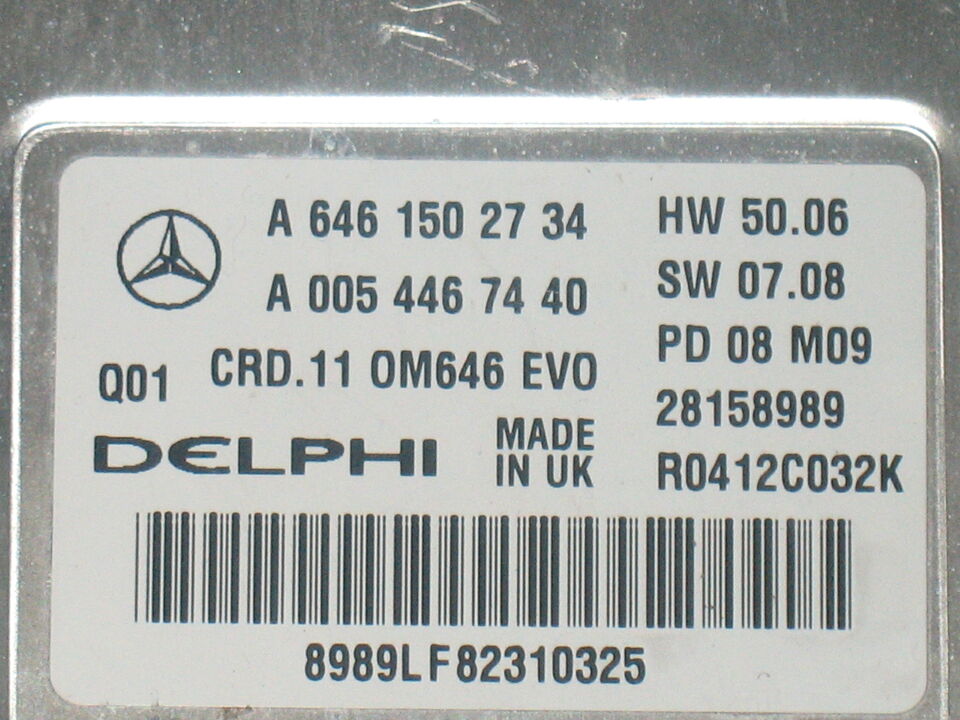 A 646 150 27 34
HW 50.06
A 005 446 74 40
SW 07.08
PD 08 M09
Q01
CRD.11 OM646 EVO
28158989
DELPHI
MADE
IN UK
R0412C032K
8989LF82310325